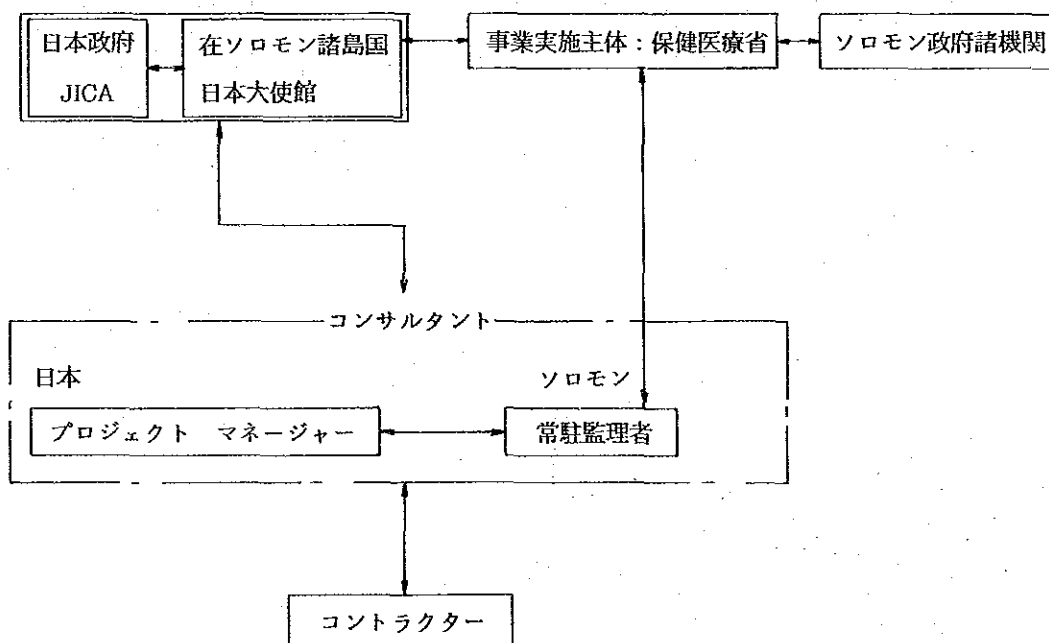 日本政府
JICA
在ソロモン諸島国
日本大使館
事業実施主体：保健医療省
ソロモン政府諸機関
コンサルタント
日本
ソロモン
プロジェクト　マネージャー
常駐監理者
コントラクター